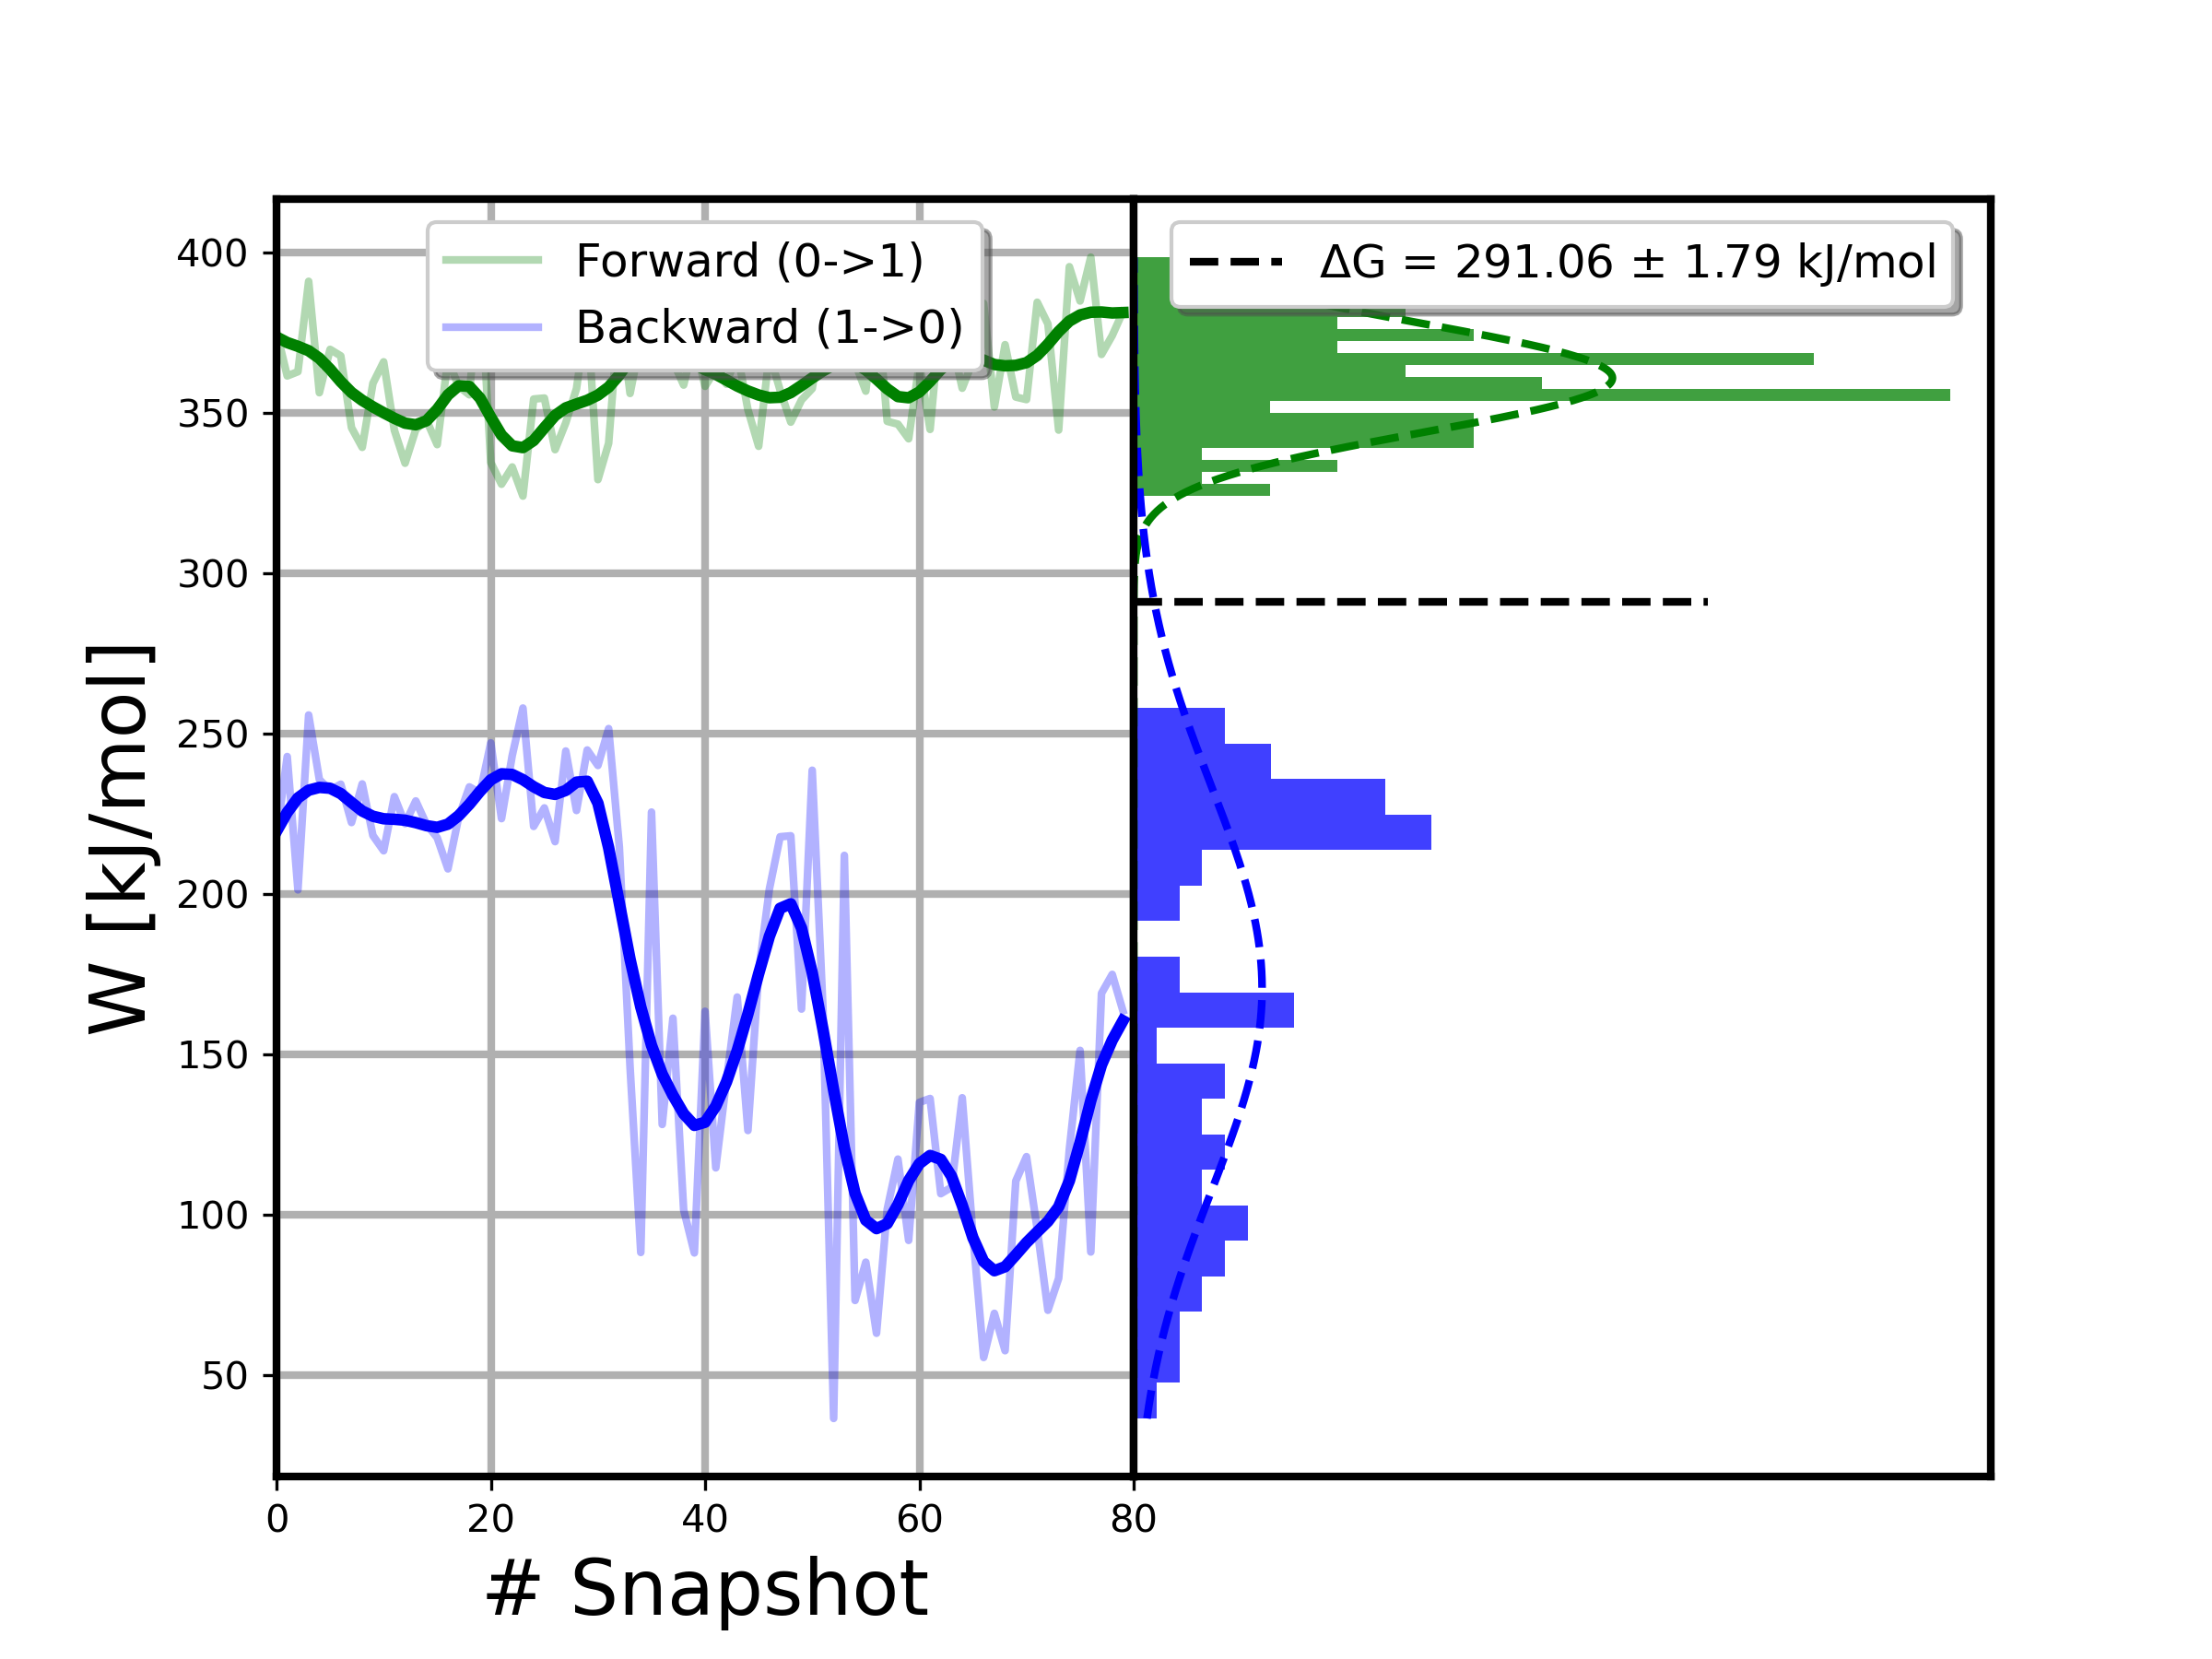 Forward (0->1)
Backward (1->0)
ΔG = 291.06 ± 1.79 kJ/mol
W [kJ/mol]
400
350
300
250
200
150
100
50
0
20
40
60
80
# Snapshot